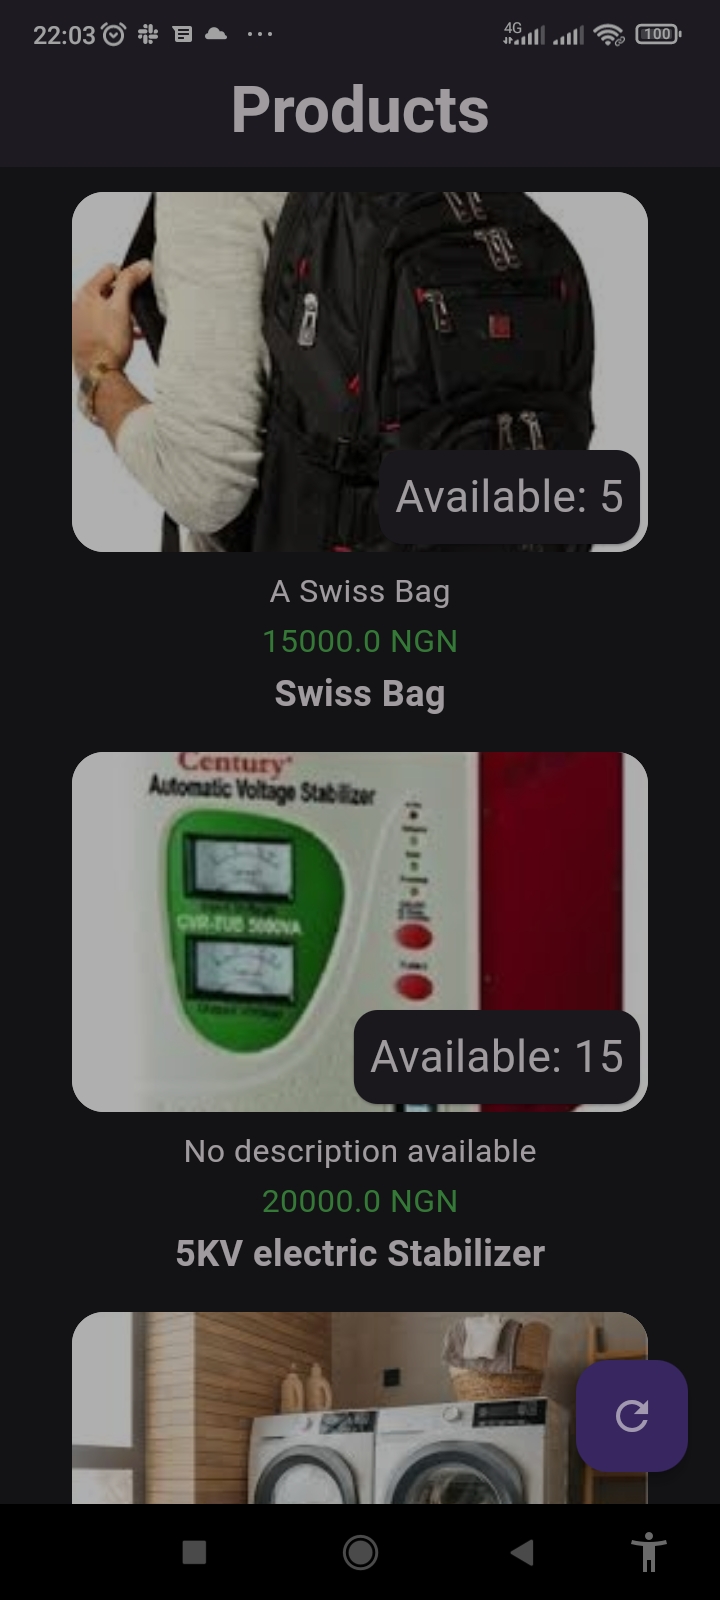 22:03
4G
100
Products
Available: 5
A Swiss Bag
15000.0 NGN
Swiss Bag
Century
Automatic Voltage Stabilizer
CVR-TUB 5000VA
Available: 15
No description available
20000.0 NGN
5KV electric Stabilizer